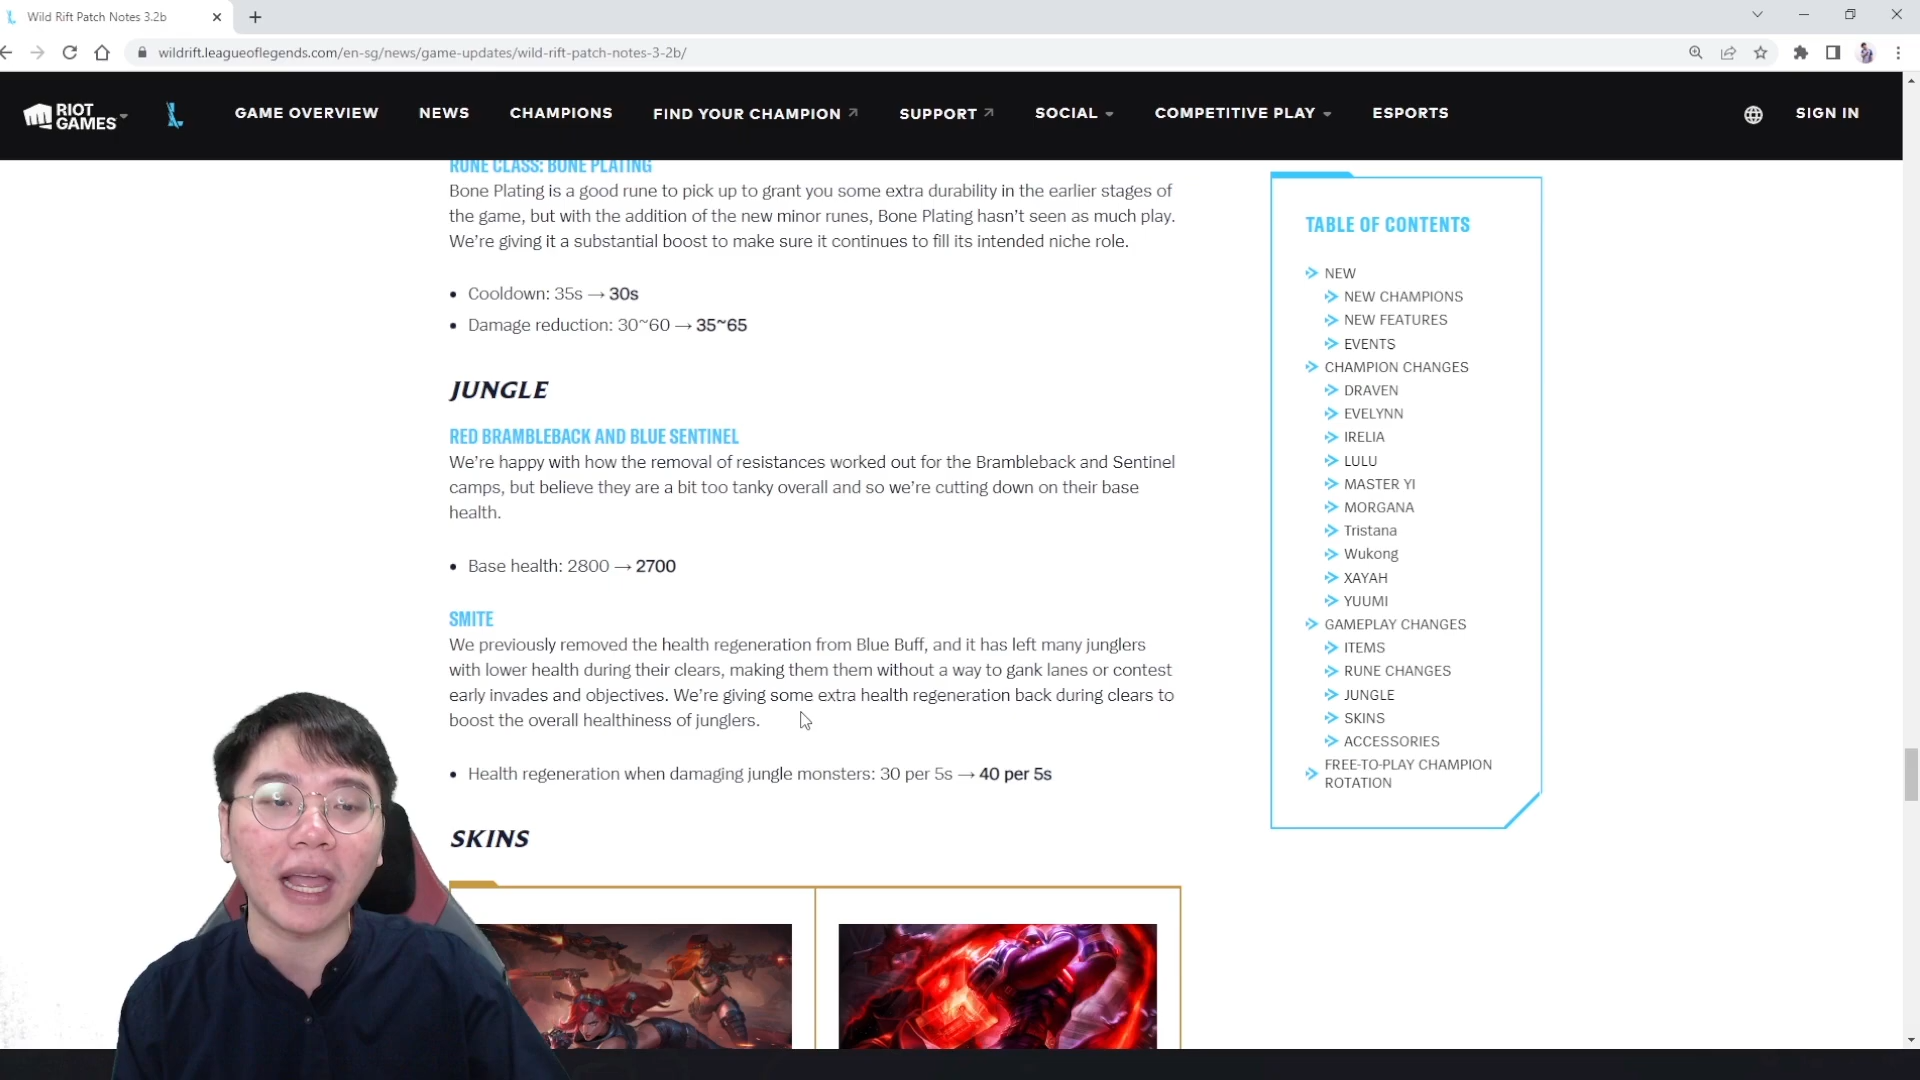 Wild Rift Patch Notes 3.2b
wildrift.leagueoflegends.com/en-sg/news/game-updates/wild-rift-patch-notes-3-2b/
RIOT GAMES
GAME OVERVIEW
NEWS
CHAMPIONS
FIND YOUR CHAMPION
SUPPORT
SOCIAL
COMPETITIVE PLAY
ESPORTS
SIGN IN
RUNE CLASS: BONE PLATING
Bone Plating is a good rune to pick up to grant you some extra durability in the earlier stages of
the game, but with the addition of the new minor runes, Bone Plating hasn’t seen as much play.
We’re giving it a substantial boost to make sure it continues to fill its intended niche role.
• Cooldown: 35s → 30s
• Damage reduction: 30~60 → 35~65
JUNGLE
RED BRAMBLEBACK AND BLUE SENTINEL
We’re happy with how the removal of resistances worked out for the Brambleback and Sentinel
camps, but believe they are a bit too tanky overall and so we’re cutting down on their base
health.
• Base health: 2800 → 2700
SMITE
We previously removed the health regeneration from Blue Buff, and it has left many junglers
with lower health during their clears, making them them without a way to gank lanes or contest
early invades and objectives. We’re giving some extra health regeneration back during clears to
boost the overall healthiness of junglers.
• Health regeneration when damaging jungle monsters: 30 per 5s → 40 per 5s
SKINS
TABLE OF CONTENTS
NEW
NEW CHAMPIONS
NEW FEATURES
EVENTS
CHAMPION CHANGES
DRAVEN
EVELYNN
IRELIA
LULU
MASTER YI
MORGANA
Tristana
Wukong
XAYAH
YUUMI
GAMEPLAY CHANGES
ITEMS
RUNE CHANGES
JUNGLE
SKINS
ACCESSORIES
FREE-TO-PLAY CHAMPION
ROTATION